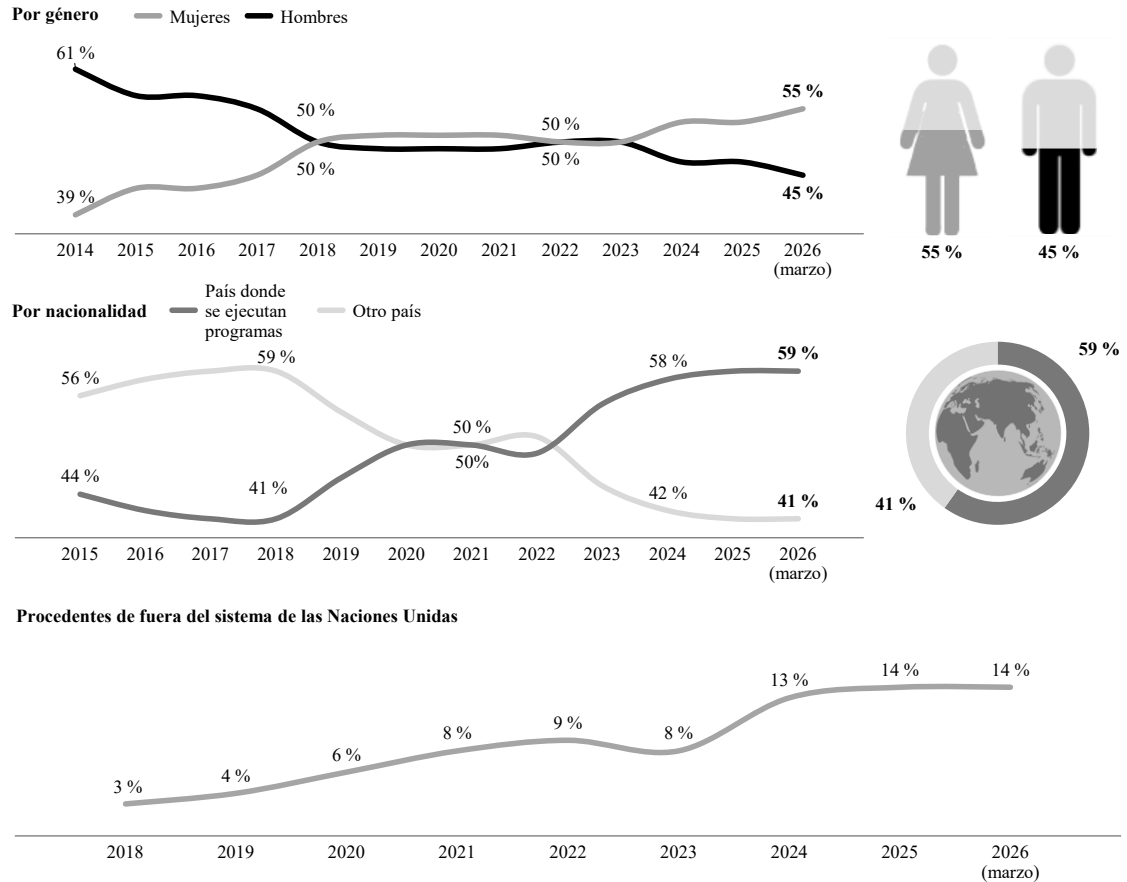 Por género Mujeres Hombres
61 %
39 %
50 %
50 %
50 %
50 %
55 %
45 %
2014 2015 2016 2017 2018 2019 2020 2021 2022 2023 2024 2025 2026
(marzo)
55 % 45 %
Por nacionalidad País donde
se ejecutan
programas
Otro país
56 %
44 %
59 %
41 %
50 %
50%
58 %
42 %
59 %
41 %
2015 2016 2017 2018 2019 2020 2021 2022 2023 2024 2025 2026
(marzo)
59 %
41 %
Procedentes de fuera del sistema de las Naciones Unidas
3 % 4 % 6 % 8 % 9 % 8 % 13 % 14 % 14 %
2018 2019 2020 2021 2022 2023 2024 2025 2026
(marzo)